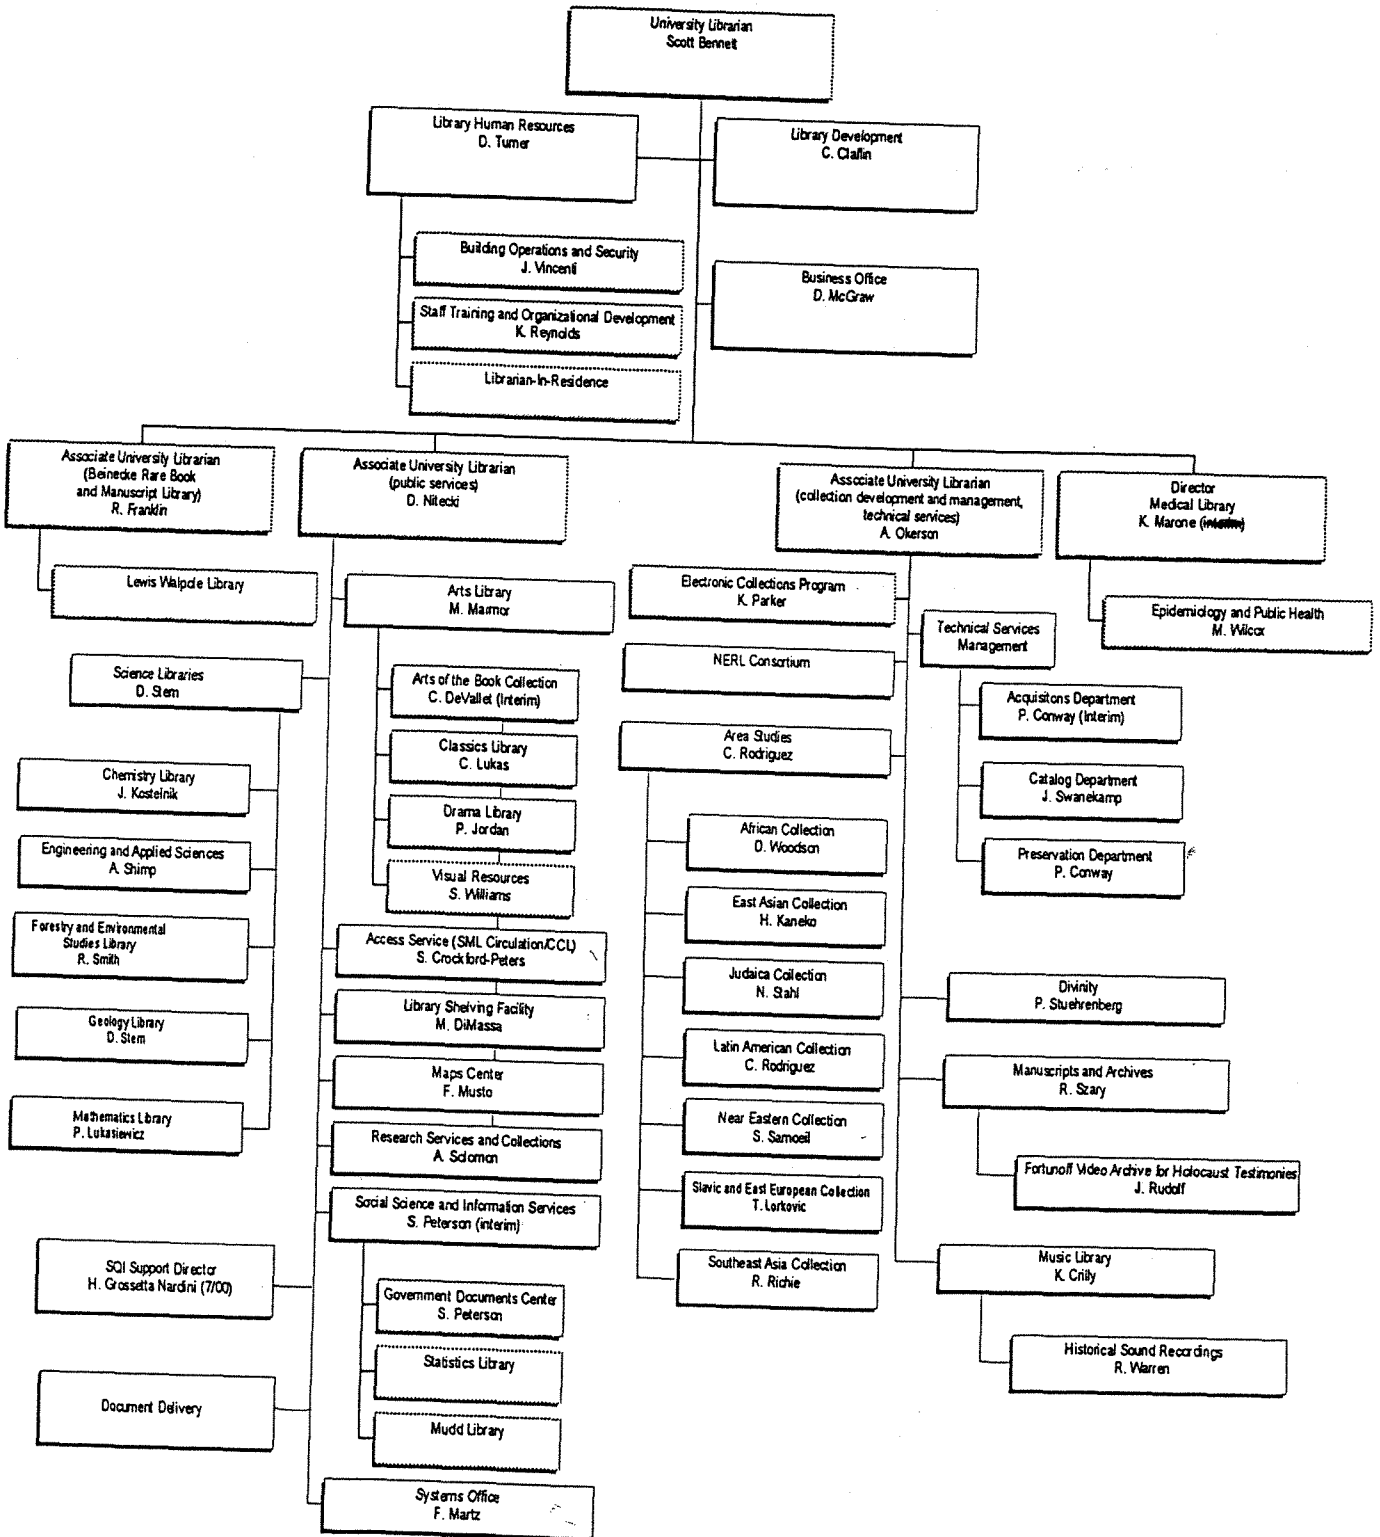 University Librarian
Scott Bennett
Library Human Resources
D. Turner
Library Development
C. Claflin
Building Operations and Security
J. Vincenti
Business Office
D. McGraw
Staff Training and Organizational Development
K. Reynolds
Librarian-In-Residence
Associate University Librarian
(Beinecke Rare Book
and Manuscript Library)
R. Franklin
Associate University Librarian
(public services)
D. Nitecki
Associate University Librarian
(collection development and management,
technical services)
A. Okerson
Director
Medical Library
K. Marone (interim)
Lewis Walpole Library
Arts Library
M. Marmor
Electronic Collections Program
K. Parker
Technical Services
Management
Epidemiology and Public Health
M. Wilcox
Science Libraries
D. Stern
NERL Consortium
Arts of the Book Collection
C. DeVallet (Interim)
Acquisitons Department
P. Conway (Interim)
Classics Library
C. Lukas
Area Studies
C. Rodriguez
Chemistry Library
J. Kostelnik
Catalog Department
J. Swanekamp
Drama Library
P. Jordan
African Collection
D. Woodson
Engineering and Applied Sciences
A. Shimp
Preservation Department
P. Conway
Visual Resources
S. Williams
East Asian Collection
H. Kaneko
Forestry and Environmental
Studies Library
R. Smith
Access Service (SML Circulation/CCL)
S. Crockford-Peters
Judaica Collection
N. Stahl
Divinity
P. Stuehrenberg
Geology Library
D. Stern
Library Shelving Facility
M. DiMassa
Latin American Collection
C. Rodriguez
Manuscripts and Archives
R. Szary
Maps Center
F. Musto
Mathematics Library
P. Lukasiewicz
Near Eastern Collection
S. Samoeil
Research Services and Collections
A. Solomon
Fortunoff Video Archive for Holocaust Testimonies
J. Rudolf
Slavic and East European Collection
T. Lorkovic
Social Science and Information Services
S. Peterson (interim)
Music Library
K. Crilly
Southeast Asia Collection
R. Richie
SQI Support Director
H. Grossetta Nardini (7/00)
Government Documents Center
S. Peterson
Historical Sound Recordings
R. Warren
Statistics Library
Document Delivery
Mudd Library
Systems Office
F. Martz